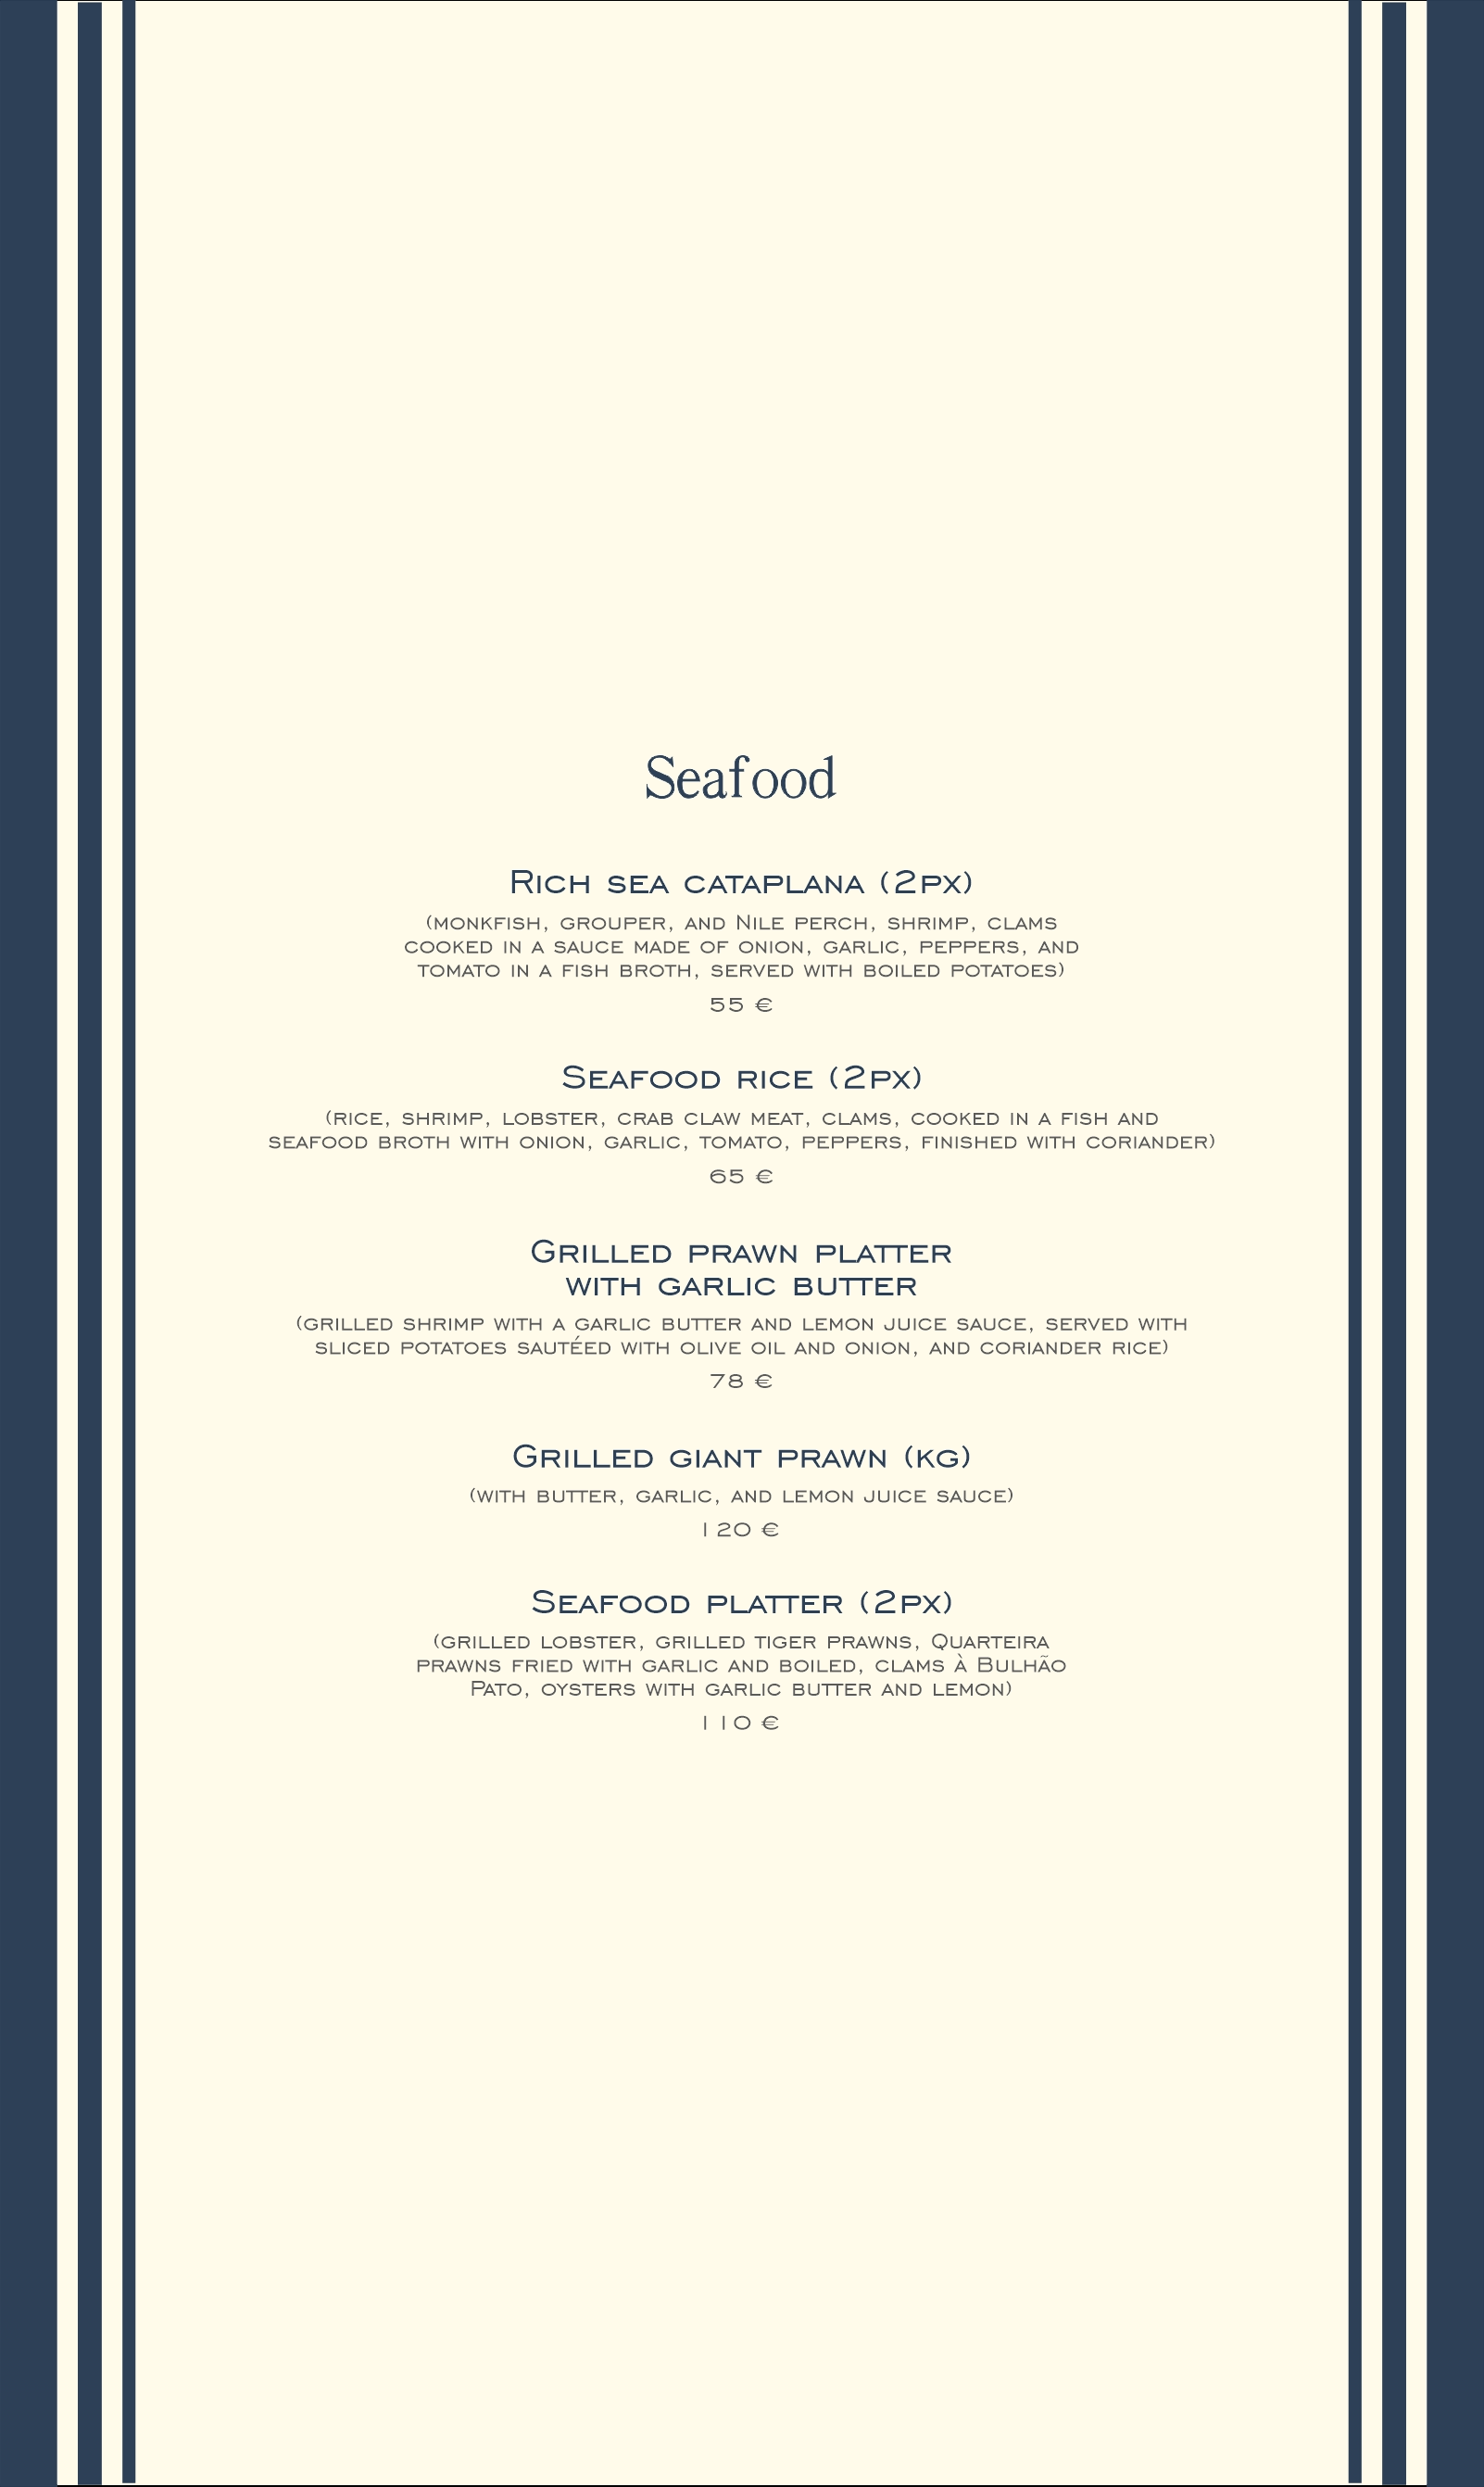 Seafood
Rich sea cataplana (2px)
(monkfish, grouper, and Nile perch, shrimp, clams
cooked in a sauce made of onion, garlic, peppers, and
tomato in a fish broth, served with boiled potatoes)
55 €
Seafood rice (2px)
(rice, shrimp, lobster, crab claw meat, clams, cooked in a fish and
seafood broth with onion, garlic, tomato, peppers, finished with coriander)
65 €
Grilled prawn platter
with garlic butter
(grilled shrimp with a garlic butter and lemon juice sauce, served with
sliced potatoes sautéed with olive oil and onion, and coriander rice)
78 €
Grilled giant prawn (kg)
(with butter, garlic, and lemon juice sauce)
120 €
Seafood platter (2px)
(grilled lobster, grilled tiger prawns, Quarteira
prawns fried with garlic and boiled, clams à Bulhão
Pato, oysters with garlic butter and lemon)
110 €